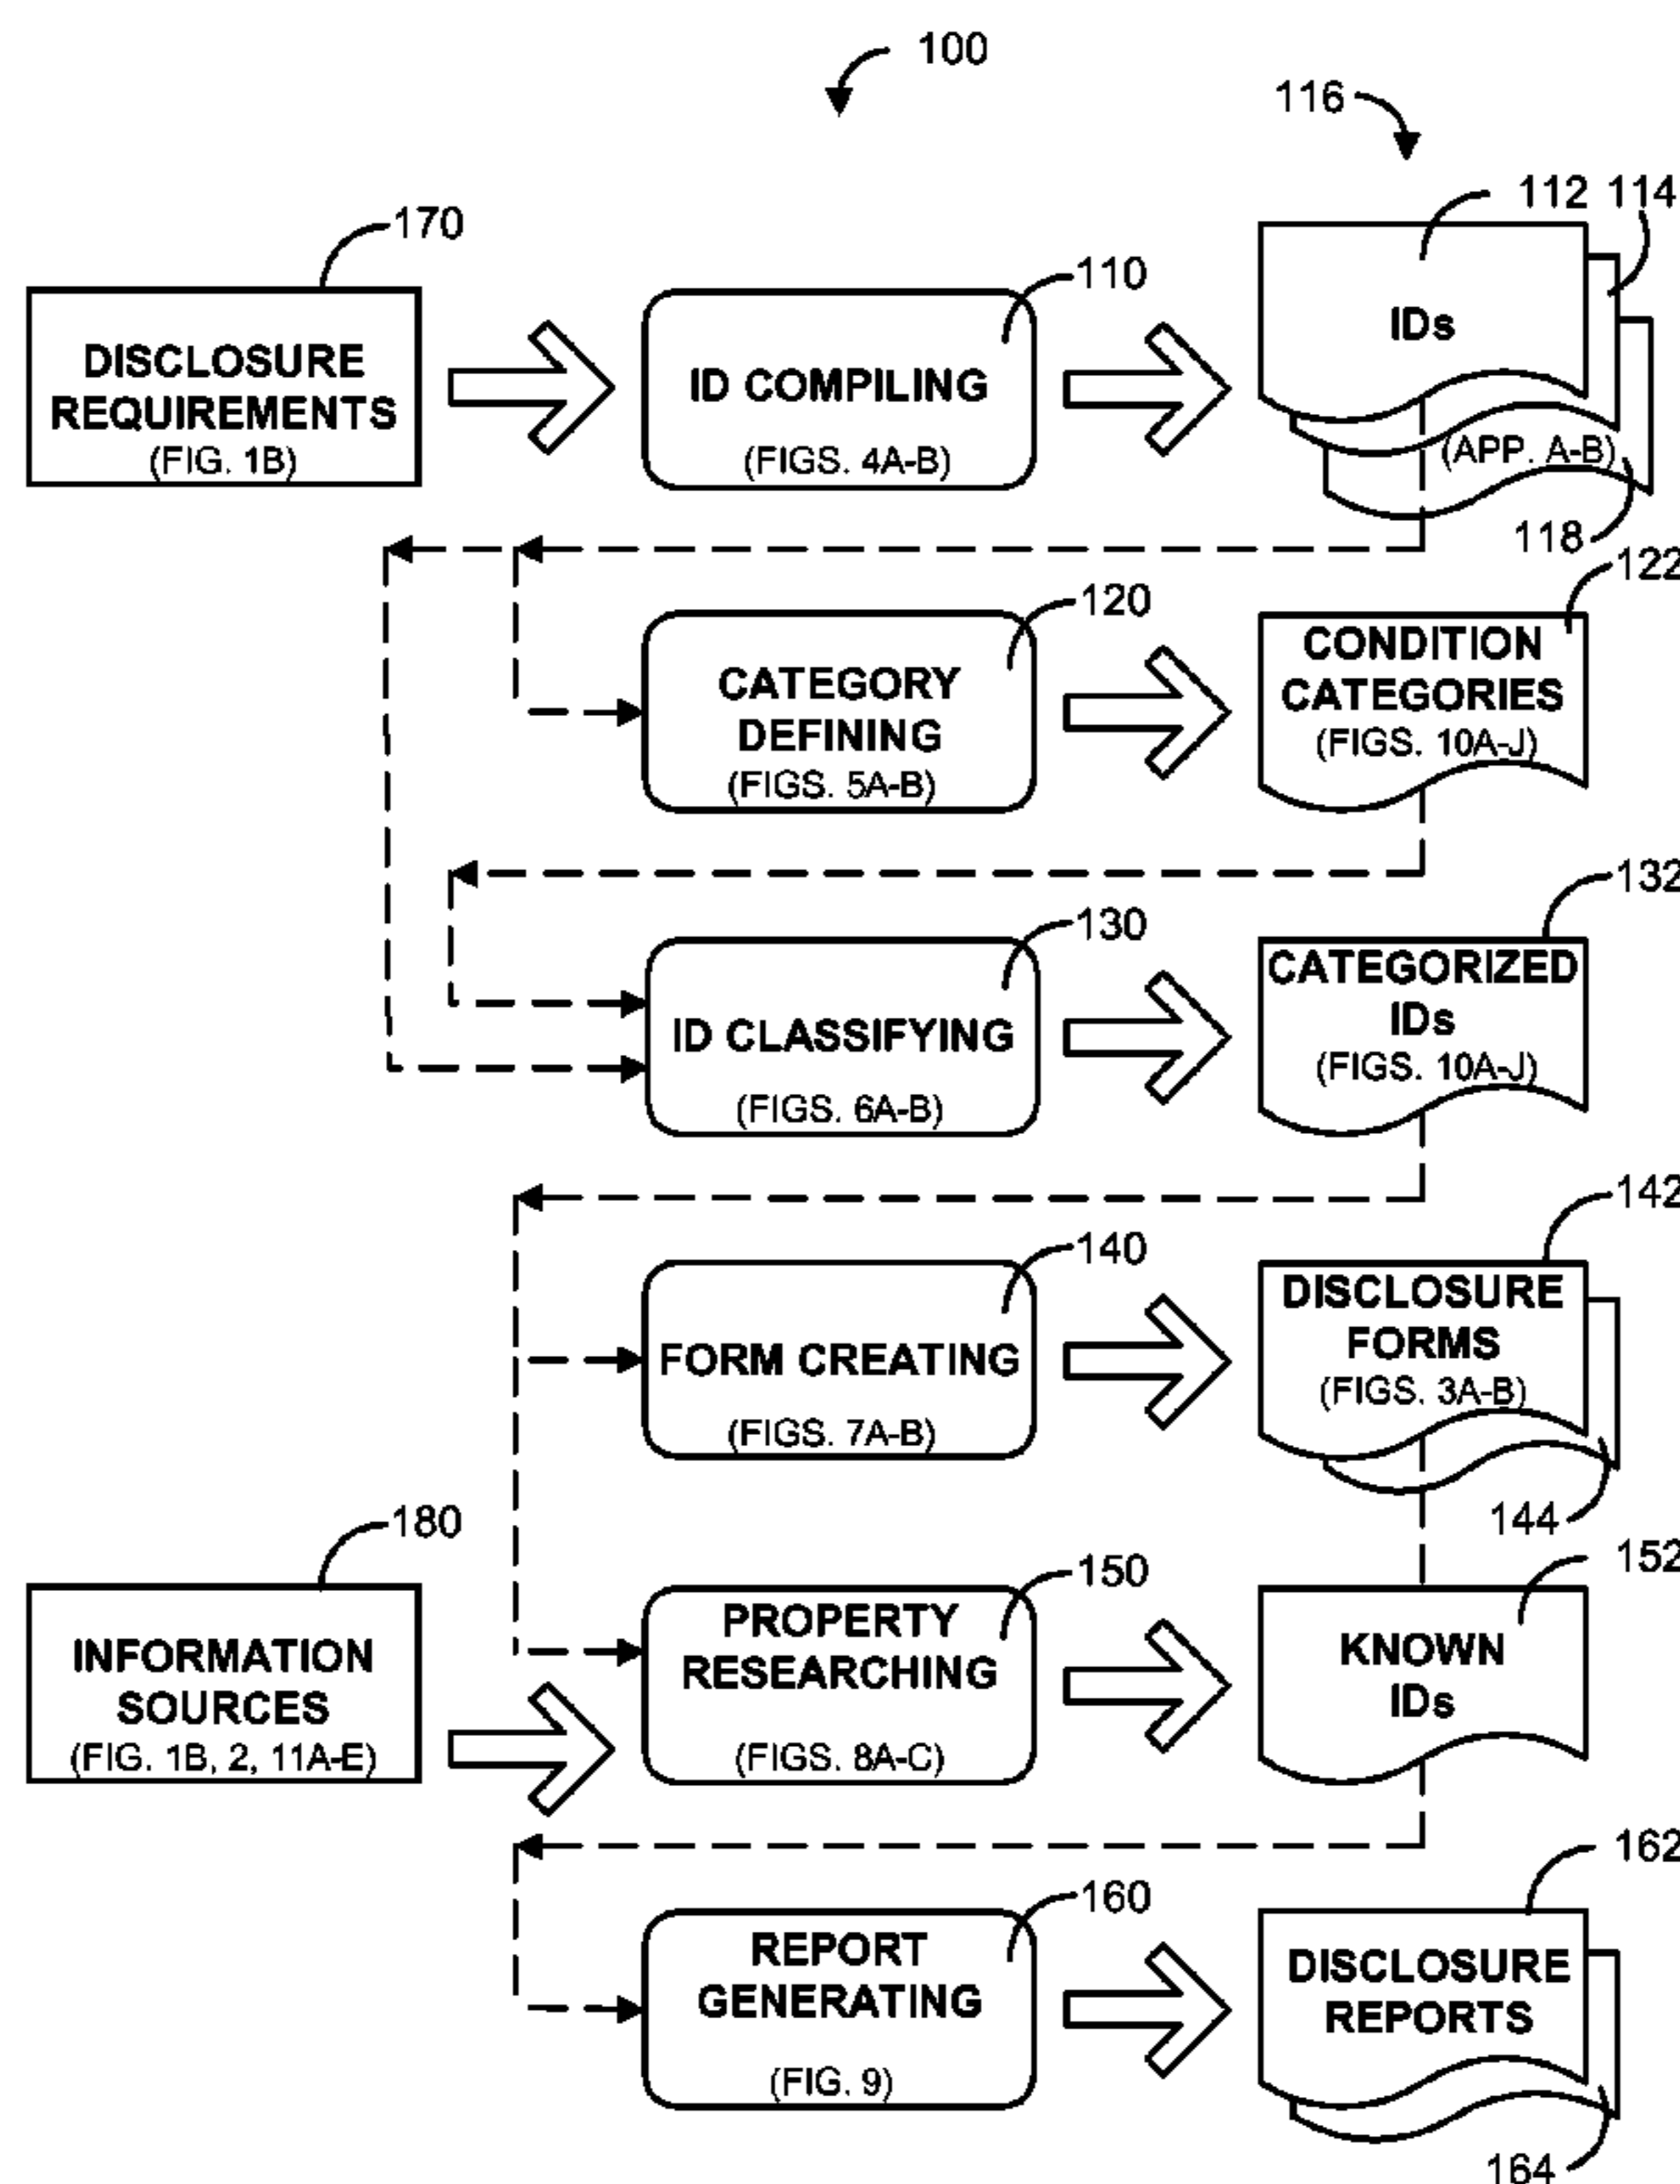 100
116
112 114
170
110
DISCLOSURE
REQUIREMENTS
(FIG. 1B)
ID COMPILING
(FIGS. 4A-B)
IDs
(APP. A-B)
118
122
120
CATEGORY
DEFINING
(FIGS. 5A-B)
CONDITION
CATEGORIES
(FIGS. 10A-J)
132
130
ID CLASSIFYING
(FIGS. 6A-B)
CATEGORIZED
IDs
(FIGS. 10A-J)
142
140
FORM CREATING
(FIGS. 7A-B)
DISCLOSURE
FORMS
(FIGS. 3A-B)
144
180
150
152
INFORMATION
SOURCES
(FIG. 1B, 2, 11A-E)
PROPERTY
RESEARCHING
(FIGS. 8A-C)
KNOWN
IDs
162
160
REPORT
GENERATING
(FIG. 9)
DISCLOSURE
REPORTS
164